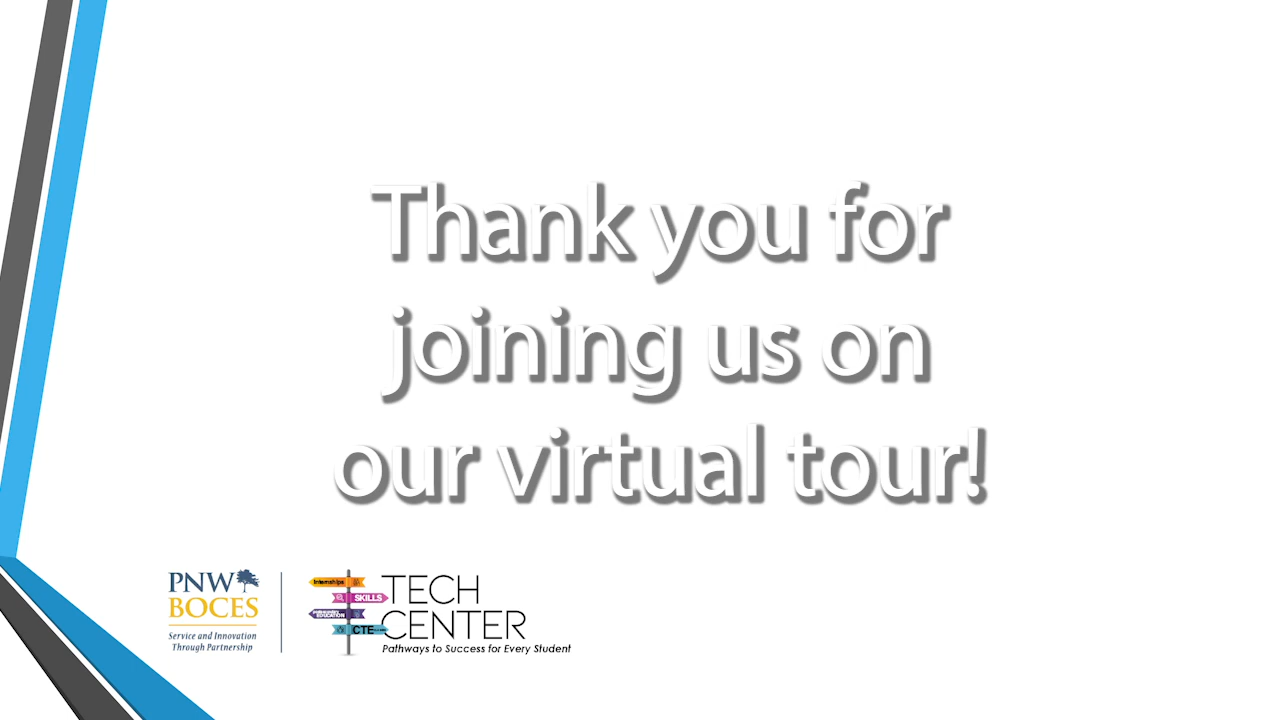 Thank you for
joining us on
our virtual tour!
PNW
BOCES
Service and Innovation
Through Partnership
Internships
SKILLS
EDUCATION
CTE
TECH
CENTER
Pathways to Success for Every Student